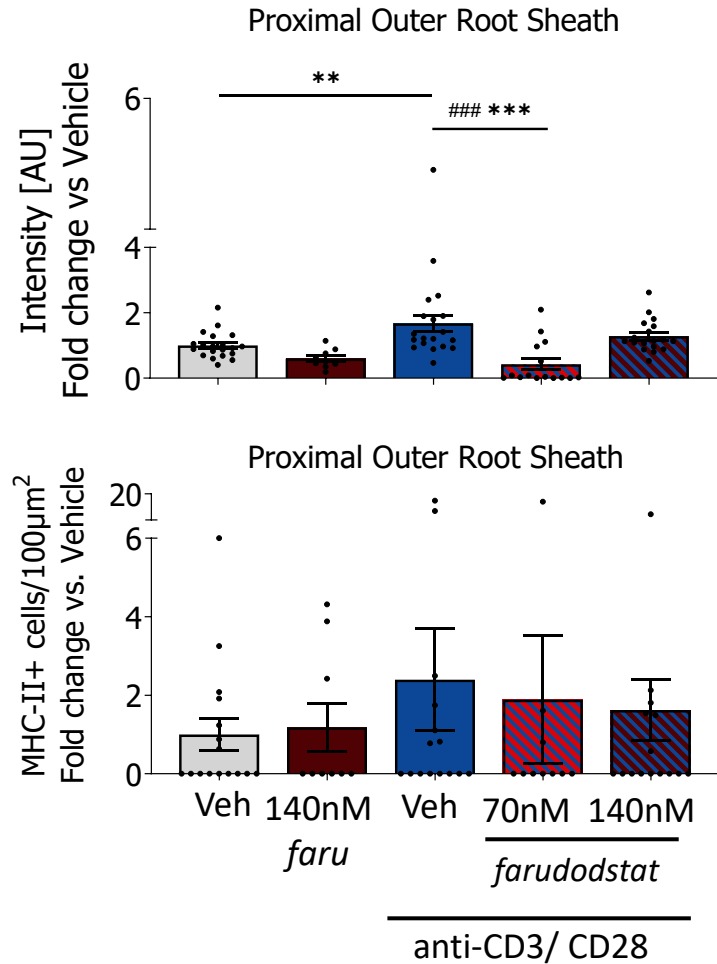 Proximal Outer Root Sheath
Intensity [AU]
Fold change vs Vehicle
6
4
2
0
**
### ***
Proximal Outer Root Sheath
MHC-II+ cells/100µm²
Fold change vs. Vehicle
20
6
4
2
0
Veh 140nM Veh 70nM 140nM
faru farudodstat
anti-CD3/ CD28